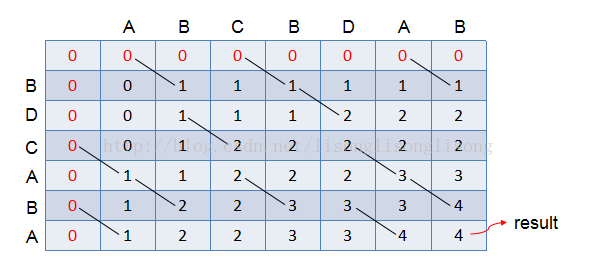 A B C B D A B
0 0 0 0 0 0 0 0
B 0 0 1 1 1 1 1 1
D 0 0 1 1 1 2 2 2
C 0 0 1 2 2 2 2 2
http://blog.csdn.net/lisonglisonglisong
A 0 1 1 2 2 2 3 3
B 0 1 2 2 3 3 3 4
A 0 1 2 2 3 3 4 4 result